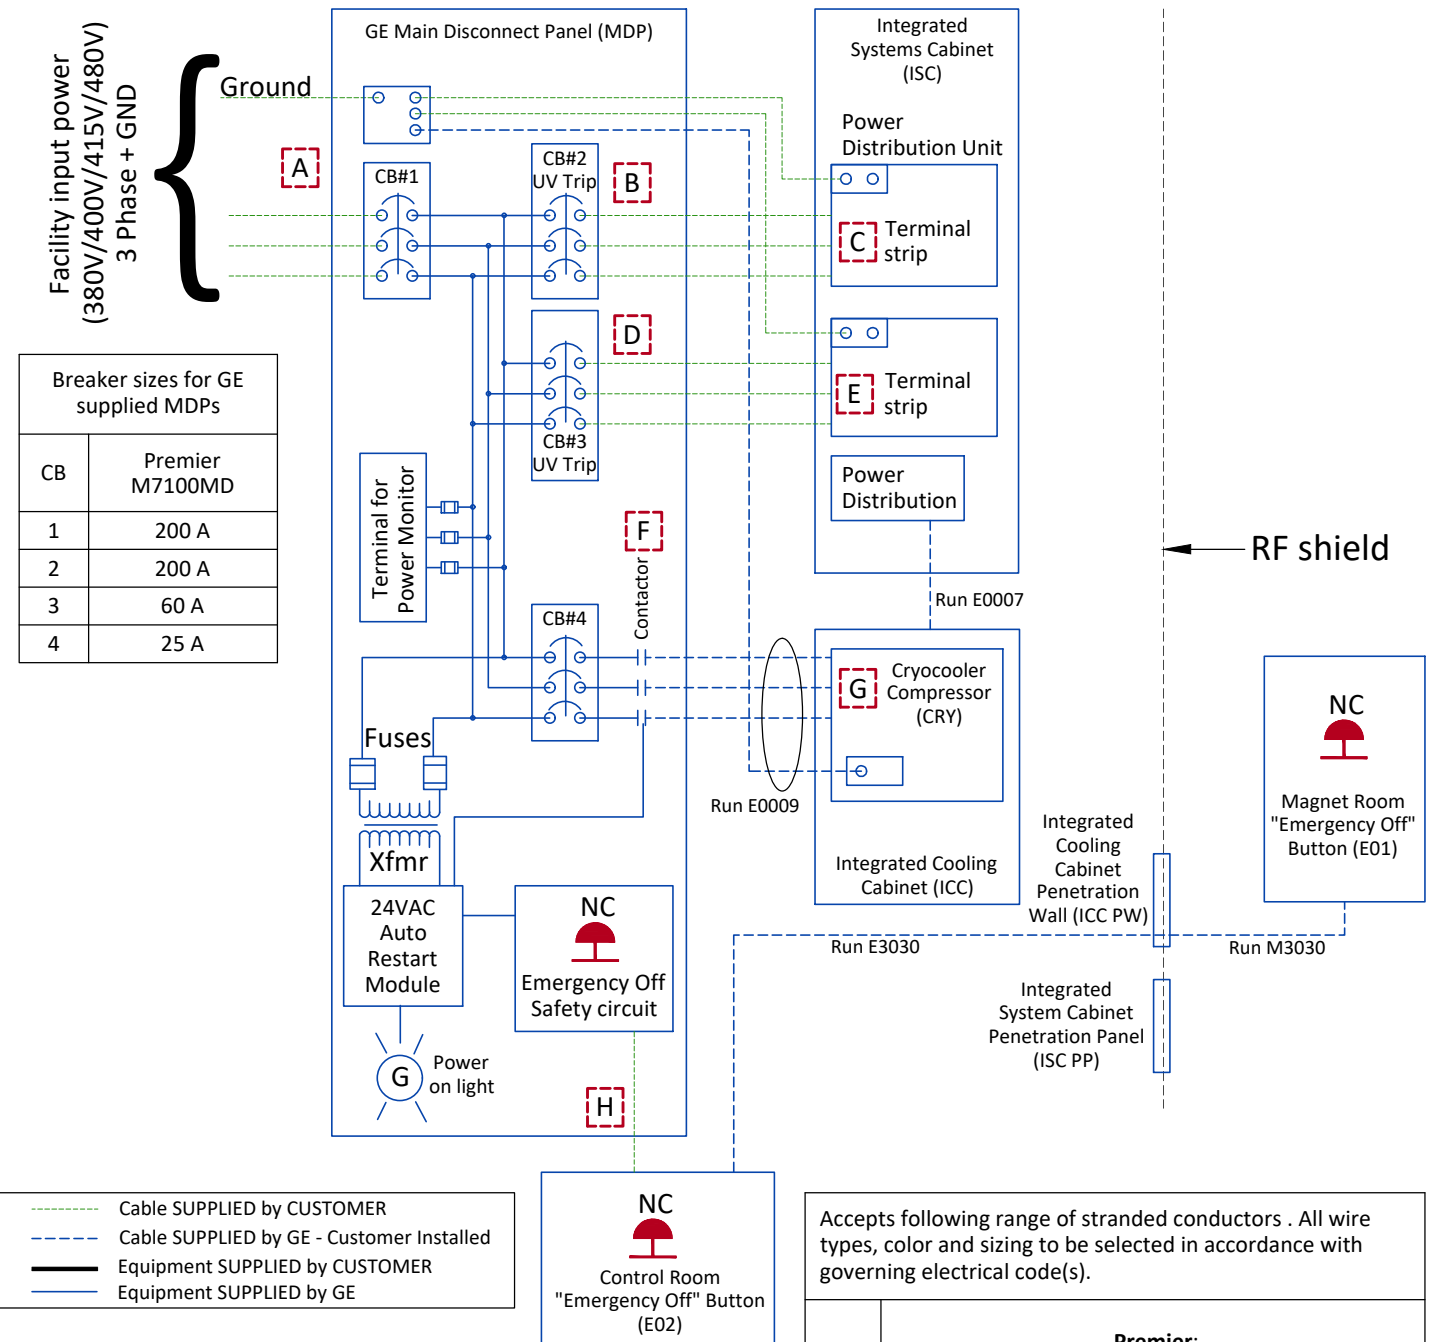 GE Main Disconnect Panel (MDP)
Integrated
Systems Cabinet
(ISC)
Facility input power
(380V/400V/415V/480V)
3 Phase + GND
Ground
A
CB#1
CB#2
UV Trip
B
Power
Distribution Unit
C
Terminal
strip
D
E
Terminal
strip
CB#3
UV Trip
Breaker sizes for GE
supplied MDPs
CB
Premier
M7100MD
1
200 A
2
200 A
3
60 A
4
25 A
Terminal for
Power Monitor
Power
Distribution
F
Contactor
RF shield
Run E0007
CB#4
G
Cryocooler
Compressor
(CRY)
Fuses
Xfmr
Run E0009
NC
Magnet Room
"Emergency Off"
Button (E01)
Integrated Cooling
Cabinet (ICC)
Integrated
Cooling
Cabinet
Penetration
Wall (ICC PW)
24VAC
Auto
Restart
Module
NC
Emergency Off
Safety circuit
Run E3030
Run M3030
Integrated
System Cabinet
Penetration Panel
(ISC PP)
G
Power
on light
H
Cable SUPPLIED by CUSTOMER
Cable SUPPLIED by GE - Customer Installed
Equipment SUPPLIED by CUSTOMER
Equipment SUPPLIED by GE
NC
Control Room
"Emergency Off" Button
(E02)
Accepts following range of stranded conductors . All wire
types, color and sizing to be selected in accordance with
governing electrical code(s).
Premier: